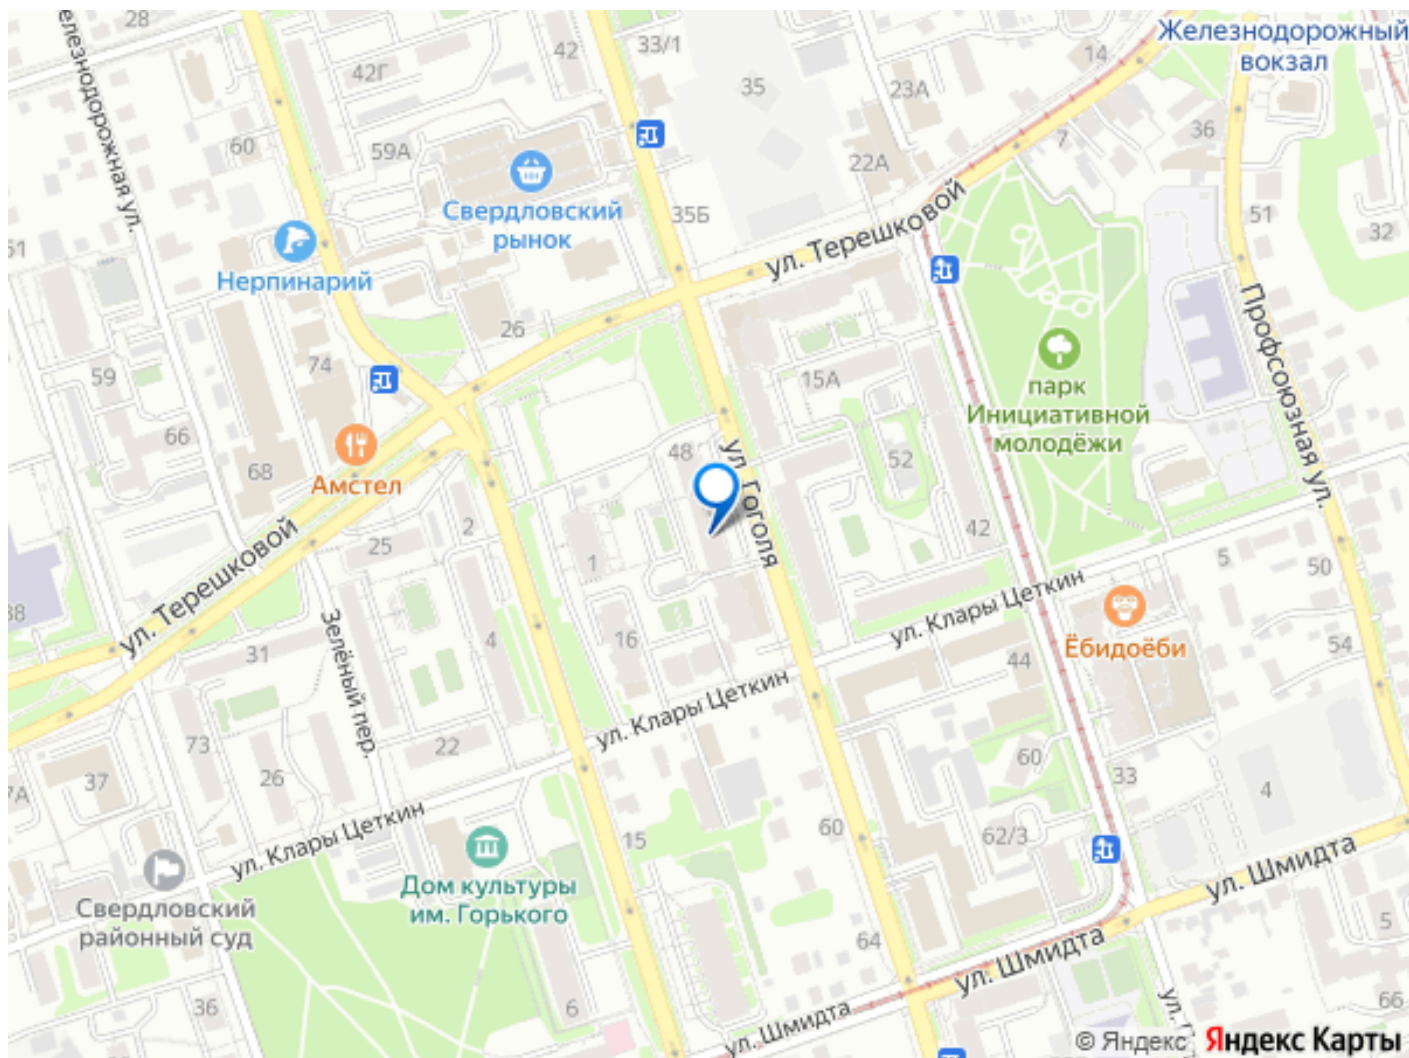 Железнодорожный
вокзал
елезнодорожная ул.
28
42
33/1
14
42Г
35
23А
60
59А
7
36
22А
Свердловский
рынок
35Б
51
32
51
ул. Терешковой
Нерпинарий
26
Профсоюзная ул.
59
74
15А
парк
Инициативной
молодёжи
66
48
ул. Гоголя
52
68
Амстел
2
42
25
1
5
50
ул. Терешковой
38
Зелёный пер.
ул. Клары Цеткин
Ёбидоёби
4
16
54
31
44
ул. Клары Цеткин
73
22
60
26
37
33
7А
4
ул. Клары Цеткин
15
60
62/3
ул. Шмидта
Дом культуры
им. Горького
Свердловский
районный суд
5
64
ул. Шмидта
36
6
ул. Шмидта
66
© Яндекс Яндекс Карты